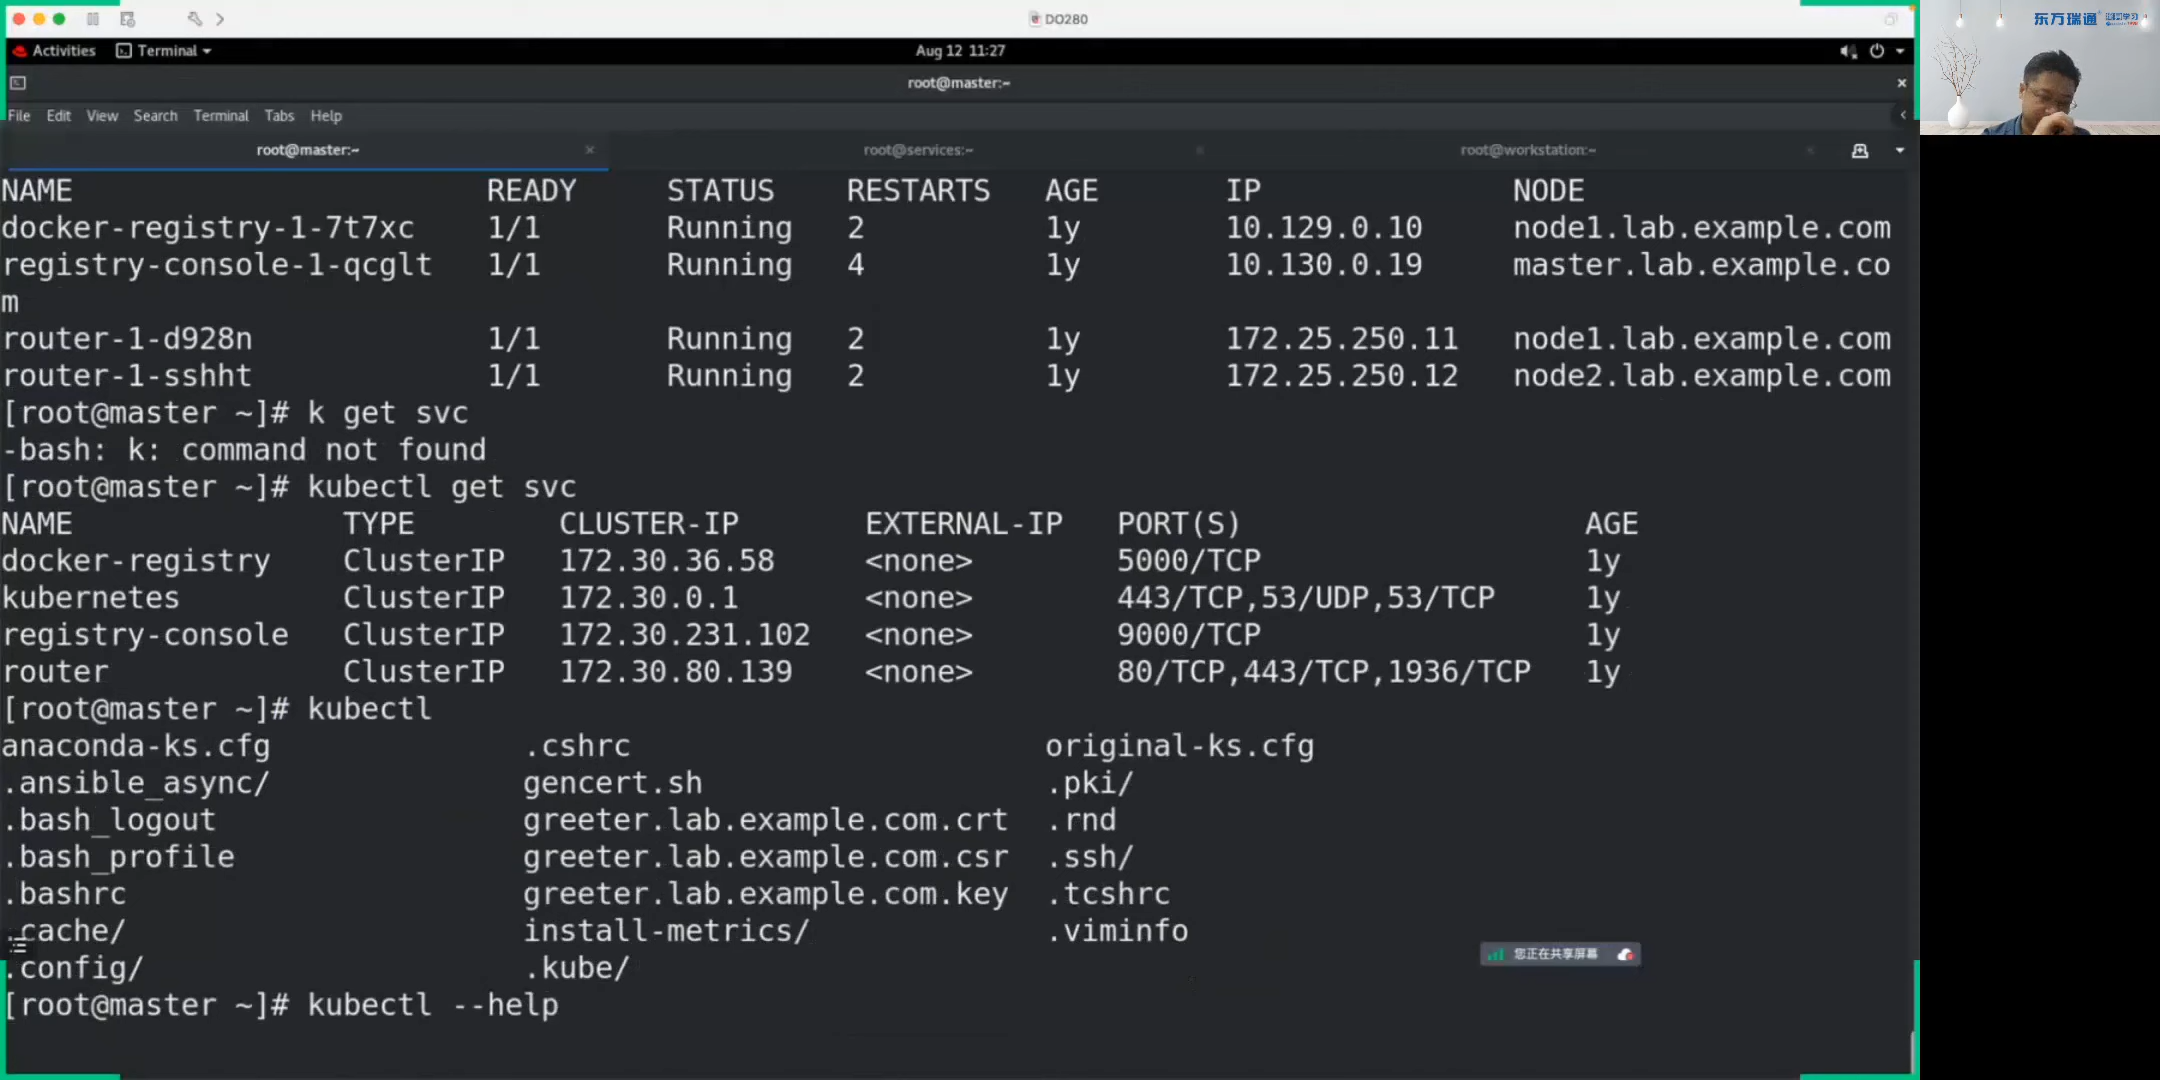 DO280
东方瑞通
Activities Terminal Aug 12 11:27
root@master:~
File Edit View Search Terminal Tabs Help
root@master:~ root@services:~ root@workstation:~
NAME READY STATUS RESTARTS AGE IP NODE
docker-registry-1-7t7xc 1/1 Running 2 1y 10.129.0.10 node1.lab.example.com
registry-console-1-qcglt 1/1 Running 4 1y 10.130.0.19 master.lab.example.co
m
router-1-d928n 1/1 Running 2 1y 172.25.250.11 node1.lab.example.com
router-1-sshht 1/1 Running 2 1y 172.25.250.12 node2.lab.example.com
[root@master ~]# k get svc
-bash: k: command not found
[root@master ~]# kubectl get svc
NAME TYPE CLUSTER-IP EXTERNAL-IP PORT(S) AGE
docker-registry ClusterIP 172.30.36.58 <none> 5000/TCP 1y
kubernetes ClusterIP 172.30.0.1 <none> 443/TCP,53/UDP,53/TCP 1y
registry-console ClusterIP 172.30.231.102 <none> 9000/TCP 1y
router ClusterIP 172.30.80.139 <none> 80/TCP,443/TCP,1936/TCP 1y
[root@master ~]# kubectl
anaconda-ks.cfg .cshrc original-ks.cfg
.ansible_async/ gencert.sh .pki/
.bash_logout greeter.lab.example.com.crt .rnd
.bash_profile greeter.lab.example.com.csr .ssh/
.bashrc greeter.lab.example.com.key .tcshrc
.cache/ install-metrics/ .viminfo
您正在共享屏幕
.config/ .kube/
[root@master ~]# kubectl --help